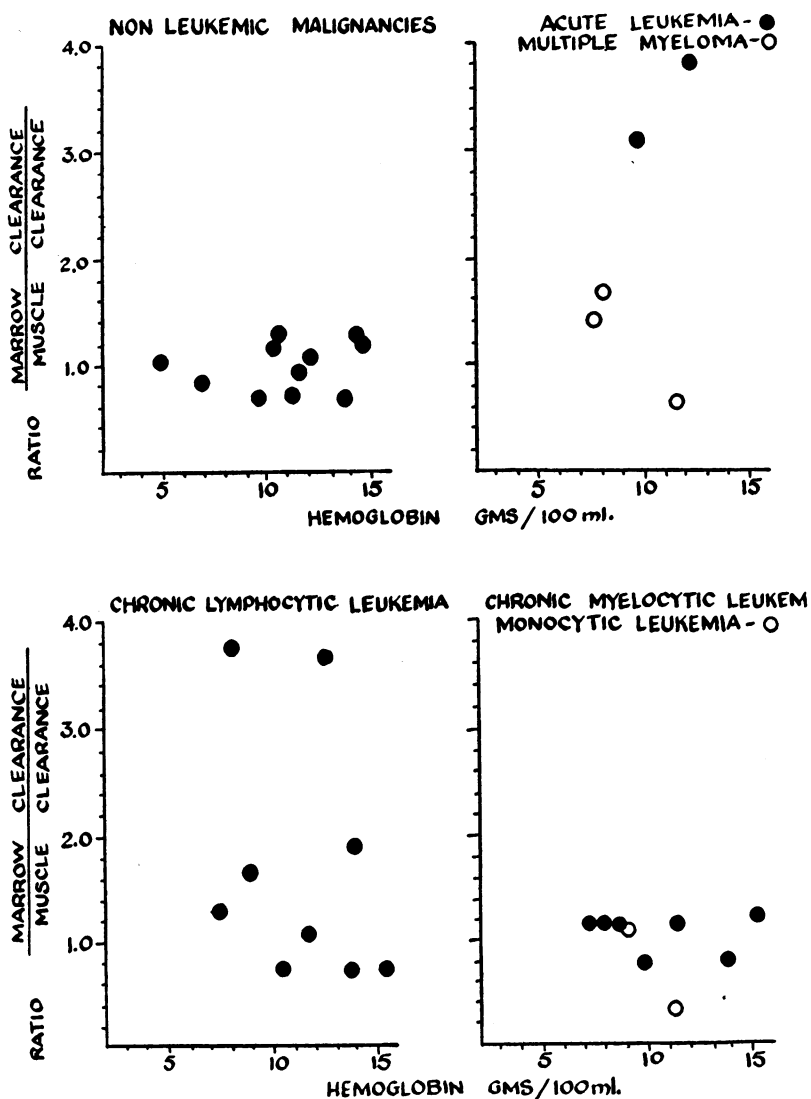 NON LEUKEMIC MALIGNANCIES
ACUTE LEUKEMIA-
MULTIPLE MYELOMA-
4.0
3.0
2.0
1.0
RATIO MARROW CLEARANCE
MUSCLE CLEARANCE
5 10 15
5 10 15
HEMOGLOBIN GMS/100 ml.
CHRONIC LYMPHOCYTIC LEUKEMIA
CHRONIC MYELOCYTIC LEUKEM
MONOCYTIC LEUKEMIA-
4.0
3.0
2.0
1.0
RATIO MARROW CLEARANCE
MUSCLE CLEARANCE
5 10 15
5 10 15
HEMOGLOBIN GMS/100ml.